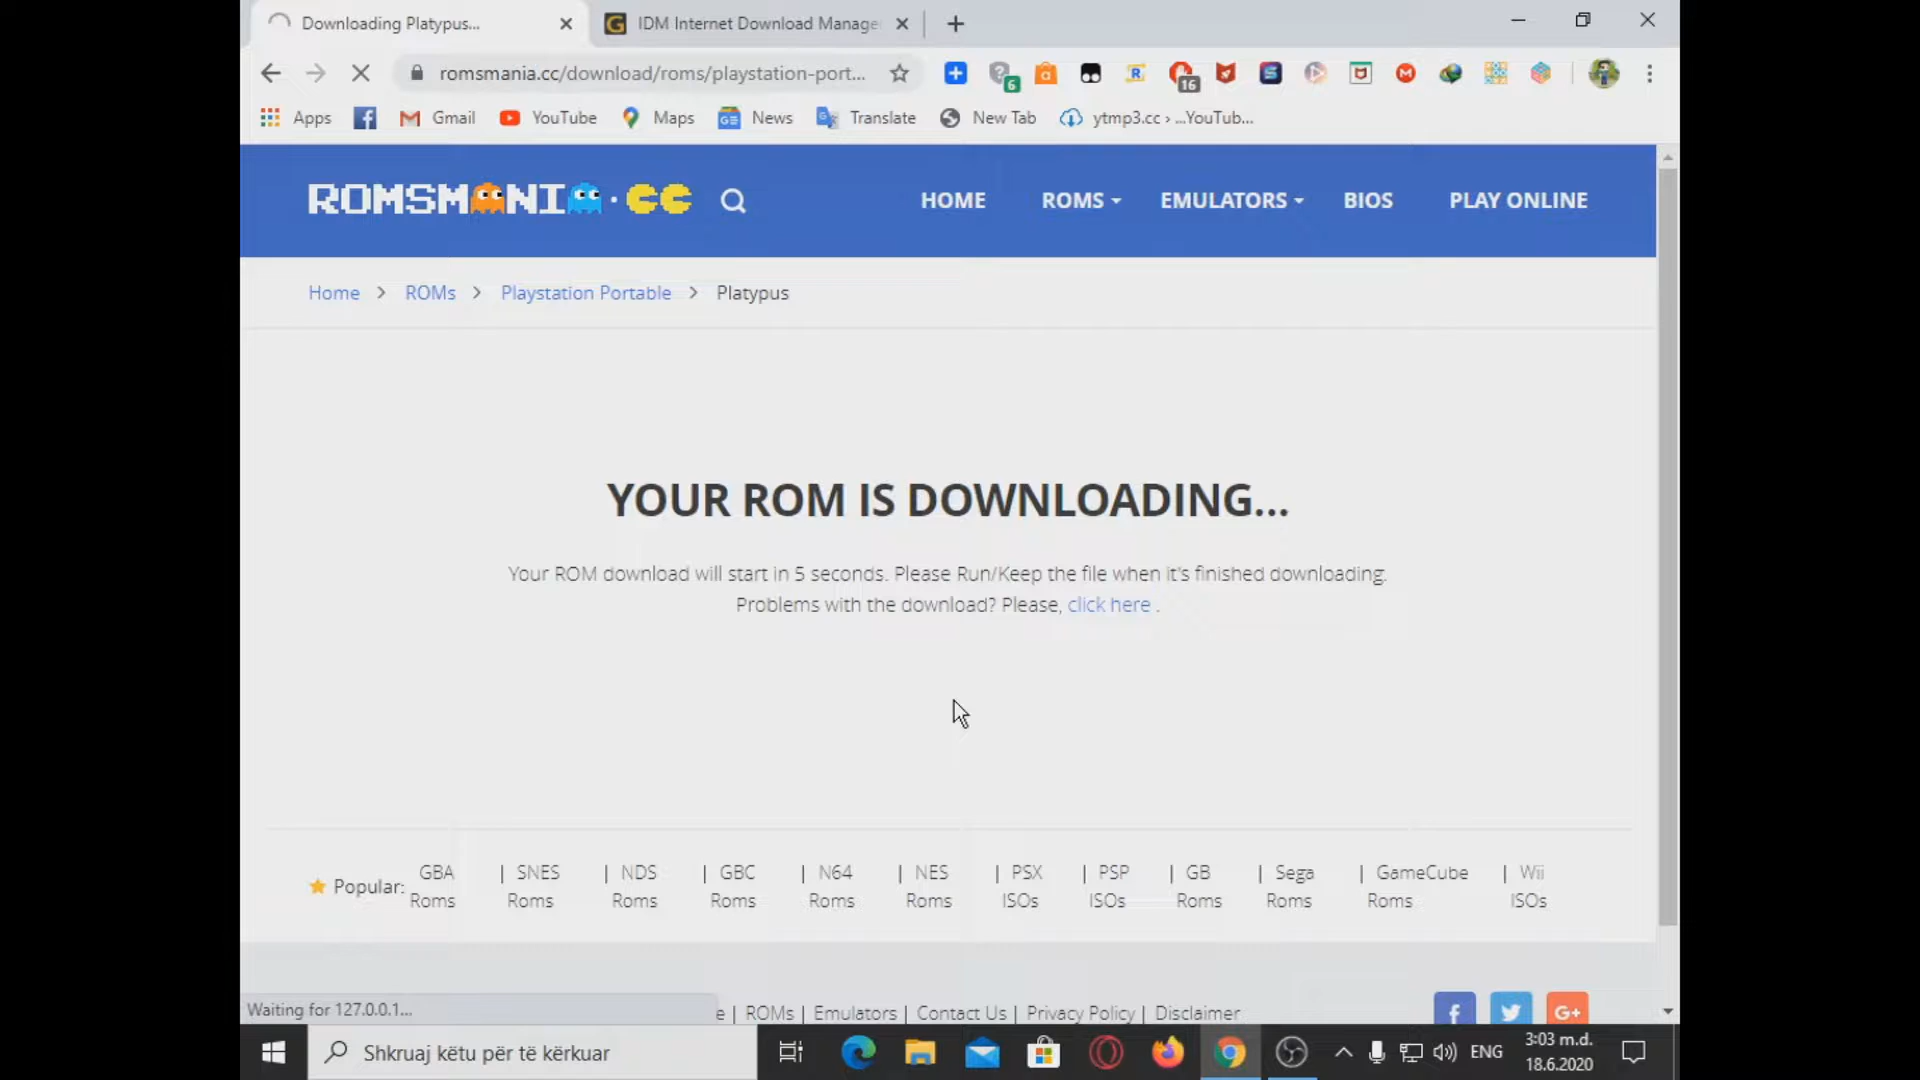 Downloading Platypus...
IDM Internet Download Manage
romsmania.cc/download/roms/playstation-port...
6
16
Apps
Gmail
YouTube
Maps
News
Translate
New Tab
ytmp3.cc › ...YouTub...
ROMSMANIA.CC
HOME
ROMS
EMULATORS
BIOS
PLAY ONLINE
Home > ROMs > Playstation Portable > Platypus
YOUR ROM IS DOWNLOADING...
Your ROM download will start in 5 seconds. Please Run/Keep the file when it's finished downloading.
Problems with the download? Please, click here .
Popular:
GBA Roms
| SNES Roms
| NDS Roms
| GBC Roms
| N64 Roms
| NES Roms
| PSX ISOs
| PSP ISOs
| GB Roms
| Sega Roms
| GameCube Roms
| Wii ISOs
Waiting for 127.0.0.1...
e | ROMs | Emulators | Contact Us | Privacy Policy | Disclaimer
G+
Shkruaj këtu për të kërkuar
ENG
3:03 m.d.
18.6.2020